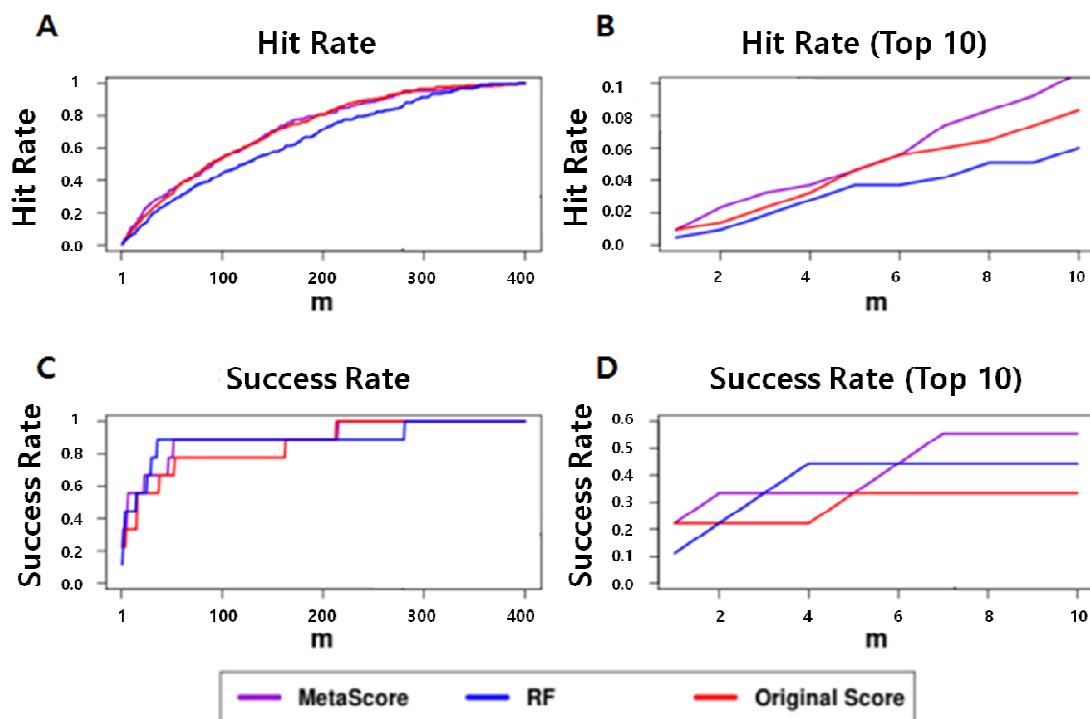 A
Hit Rate
Hit Rate
1
0.8
0.6
0.4
0.2
0.0
1 100 200 300 400
m
B
Hit Rate (Top 10)
Hit Rate
0.1
0.08
0.06
0.04
0.02
0.0
2 4 6 8 10
m
C
Success Rate
Success Rate
1
0.8
0.6
0.4
0.2
0.0
1 100 200 300 400
m
D
Success Rate (Top 10)
Success Rate
0.6
0.5
0.4
0.3
0.2
0.1
0.0
2 4 6 8 10
m
MetaScore RF Original Score